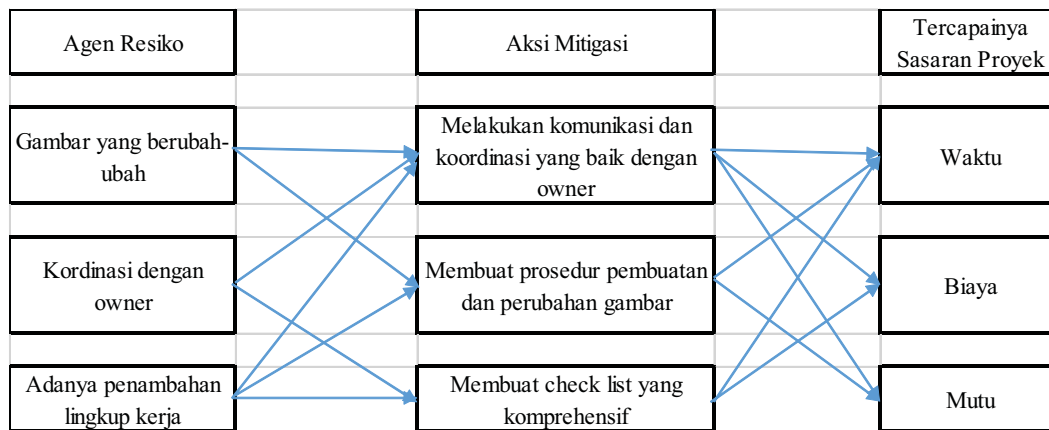 Agen Resiko
Aksi Mitigasi
Tercapainya
Sasaran Proyek
Gambar yang berubah-
ubah
Melakukan komunikasi dan
koordinasi yang baik dengan
owner
Waktu
Kordinasi dengan
owner
Membuat prosedur pembuatan
dan perubahan gambar
Biaya
Adanya penambahan
lingkup kerja
Membuat check list yang
komprehensif
Mutu